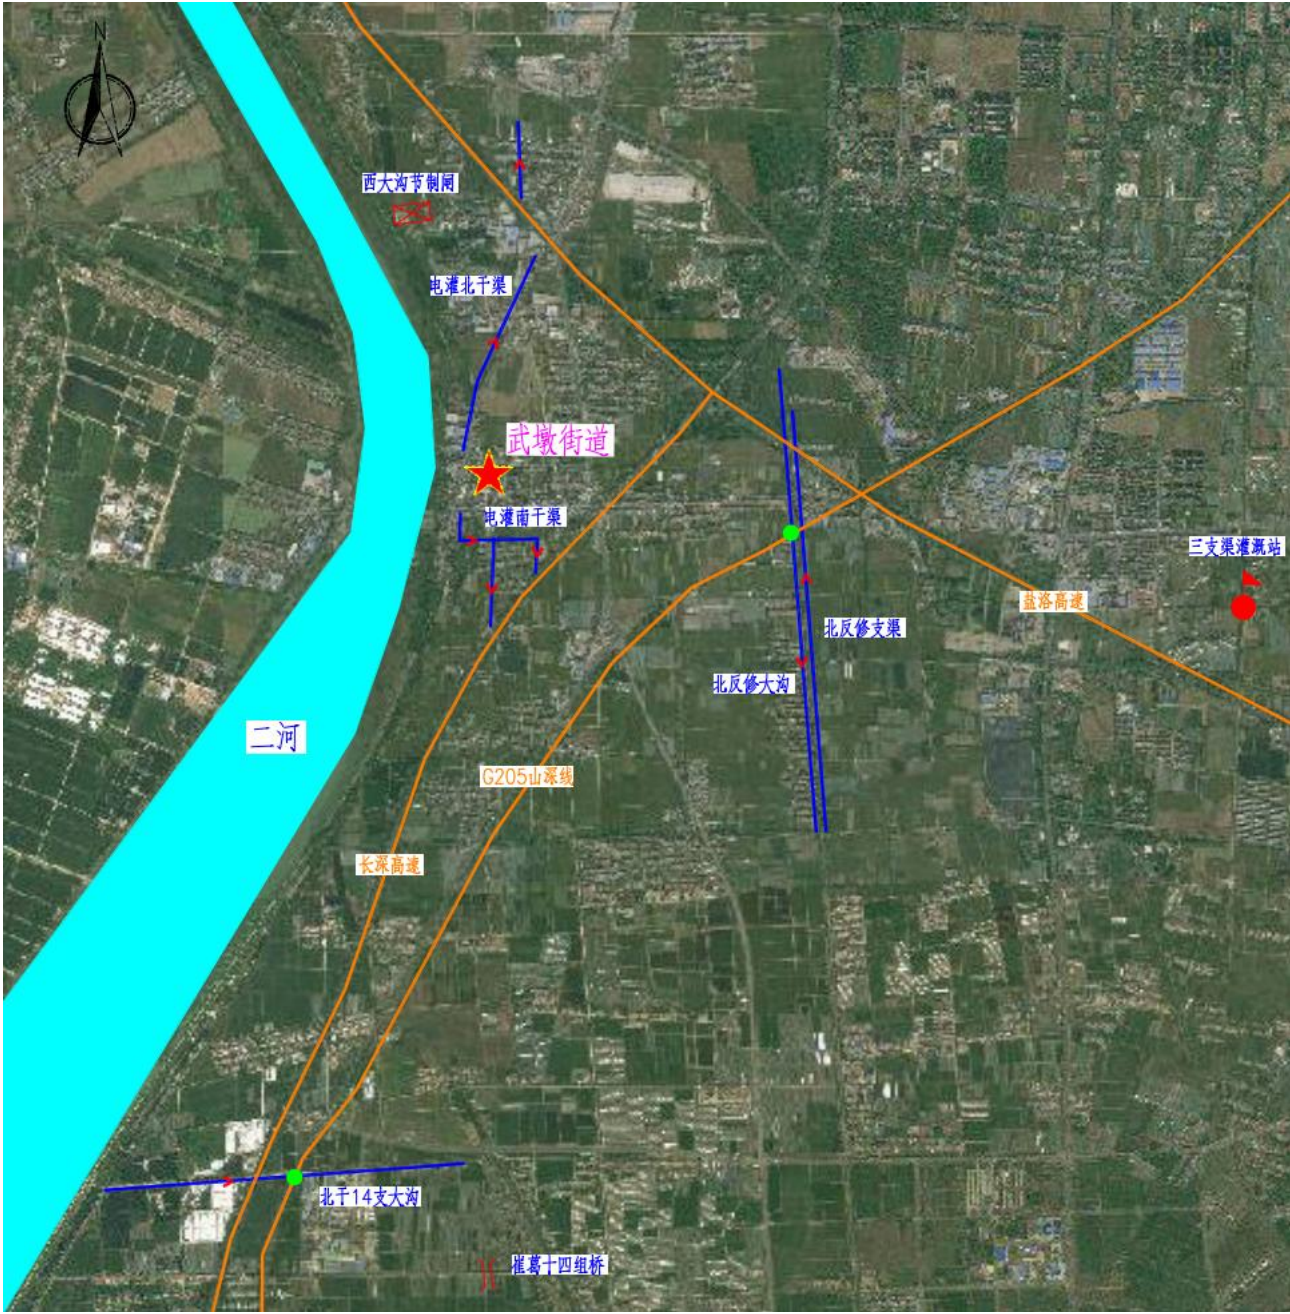 N
西大沟节制闸
电灌北干渠
武墩街道
电灌南干渠
三支渠灌溉站
盐洛高速
北反修支渠
北反修大沟
二河
G205山深线
长深高速
北干14支大沟
崔葛十四组桥